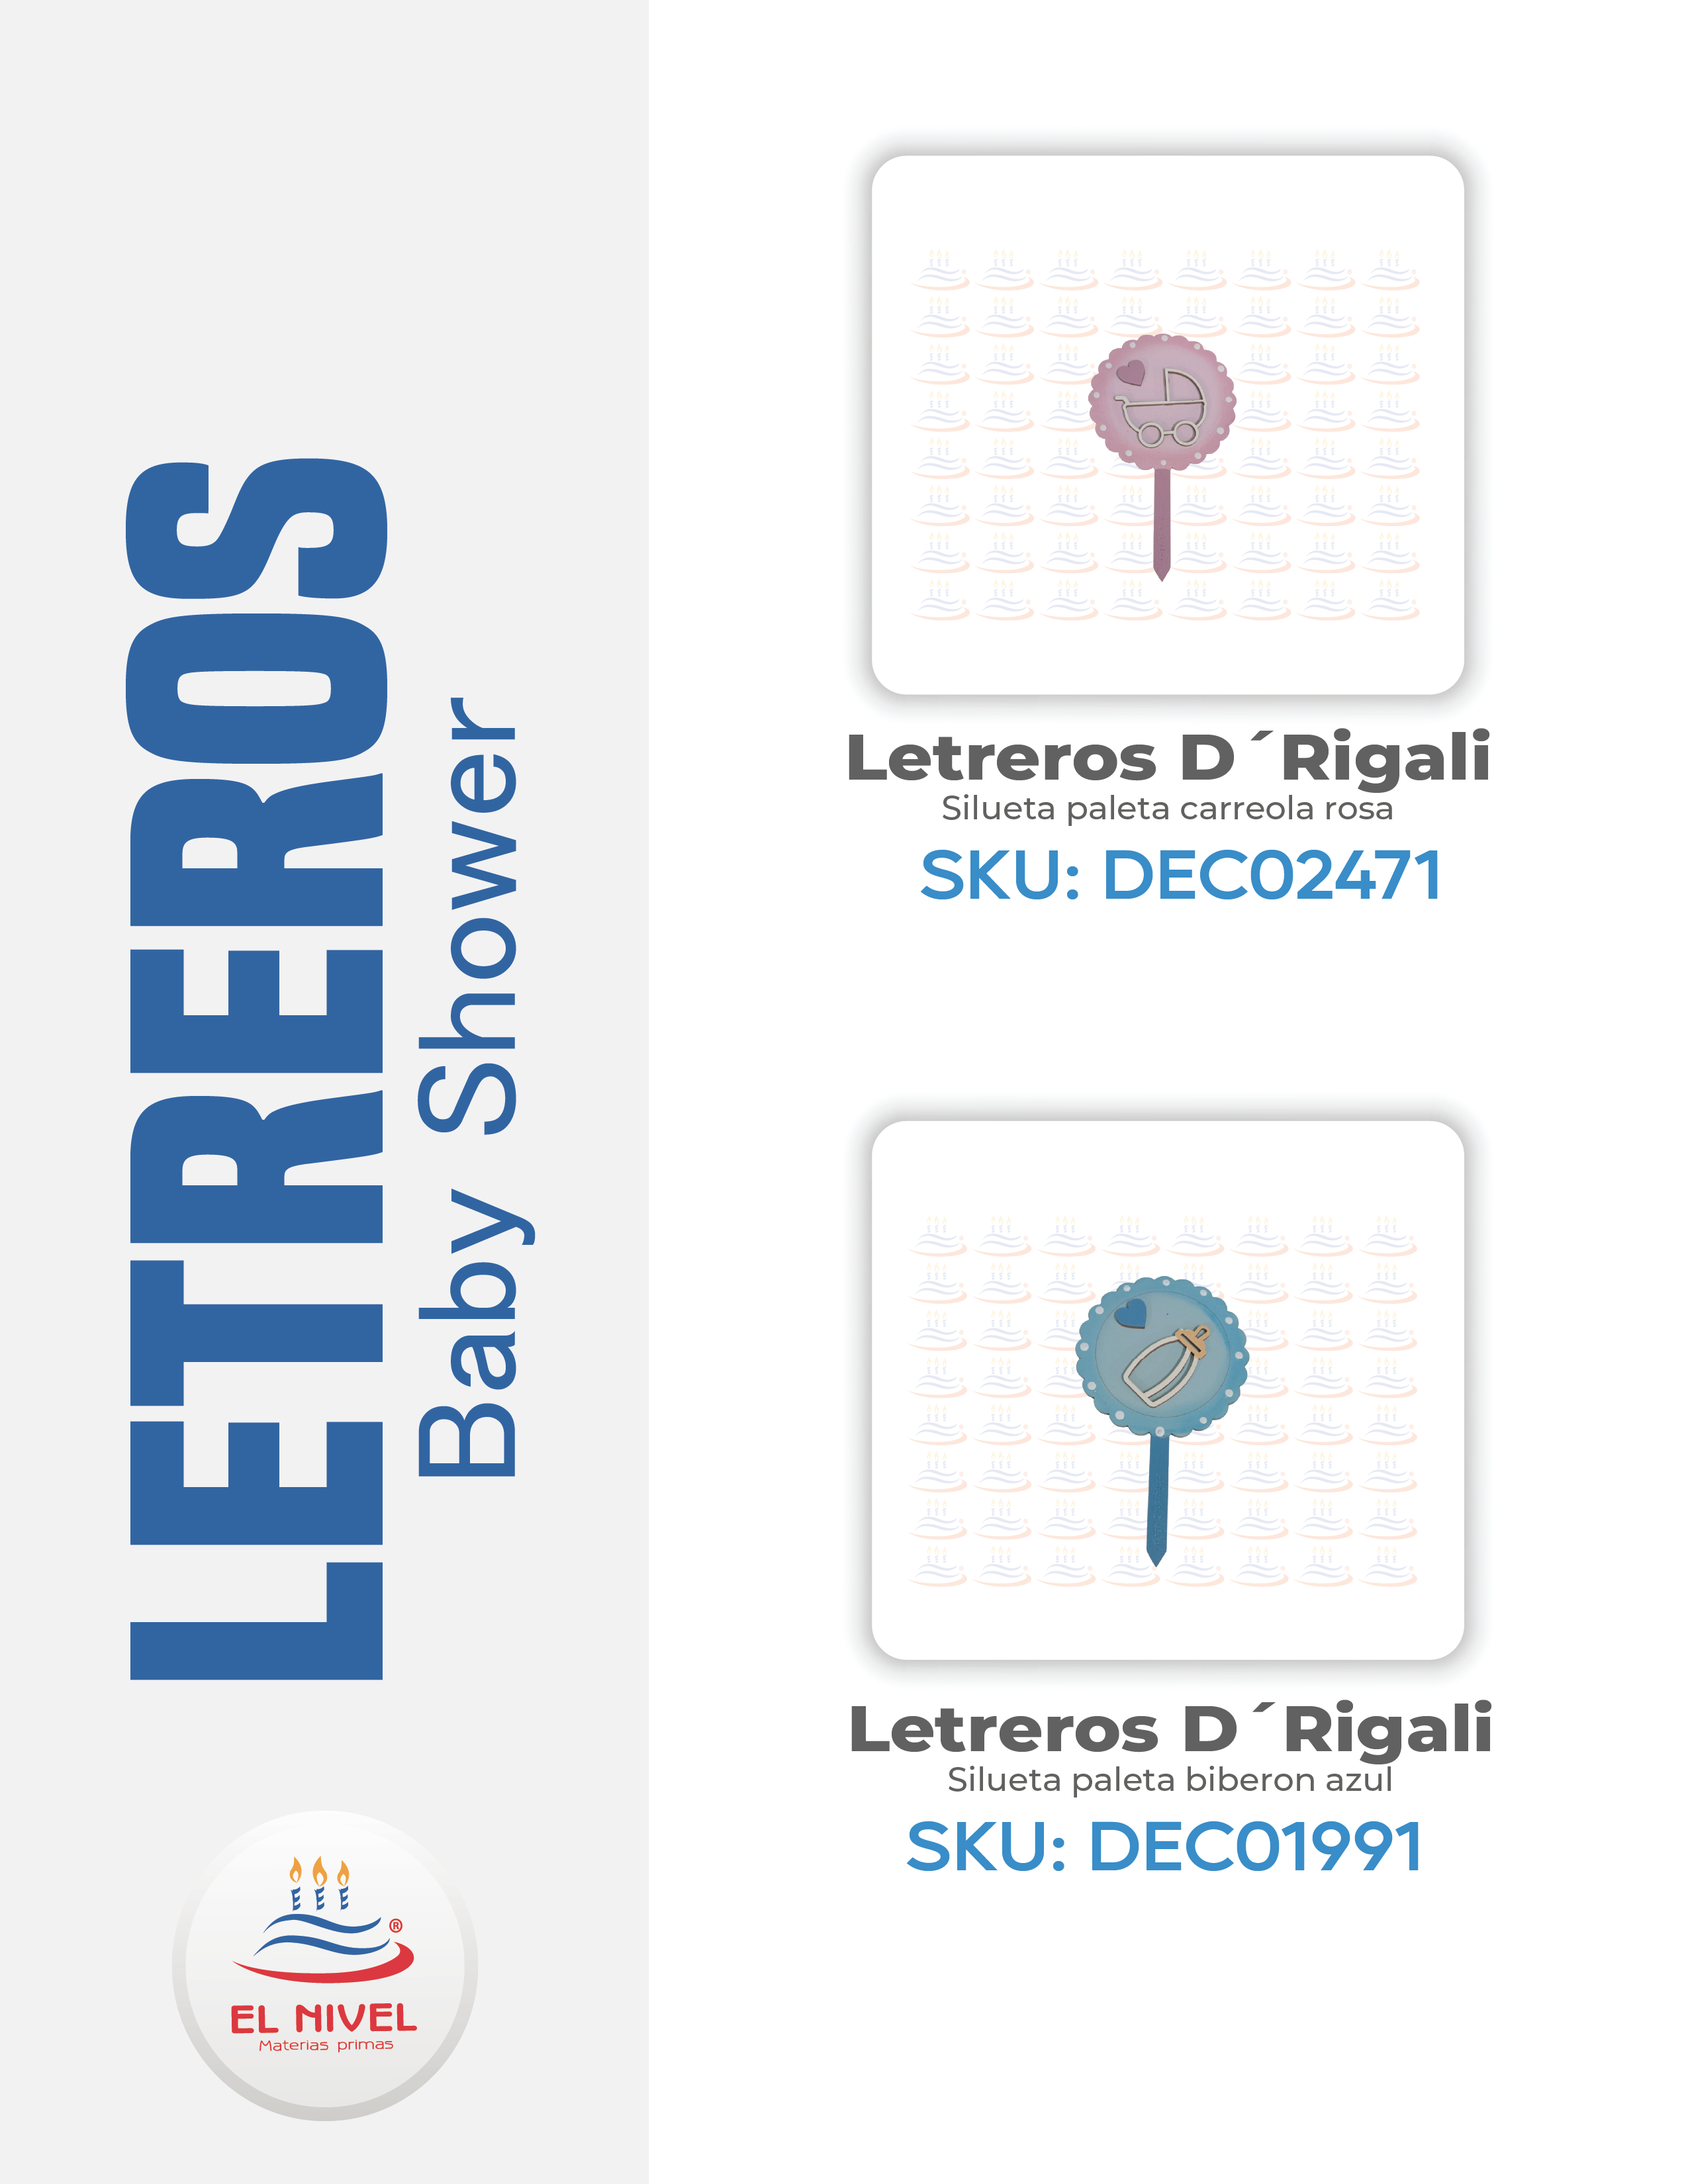 LETREROS
Baby Shower
Letreros D´Rigali
Silueta paleta carreola rosa
SKU: DEC02471
Letreros D´Rigali
Silueta paleta biberon azul
SKU: DEC01991
®
EL NIVEL
Materias primas